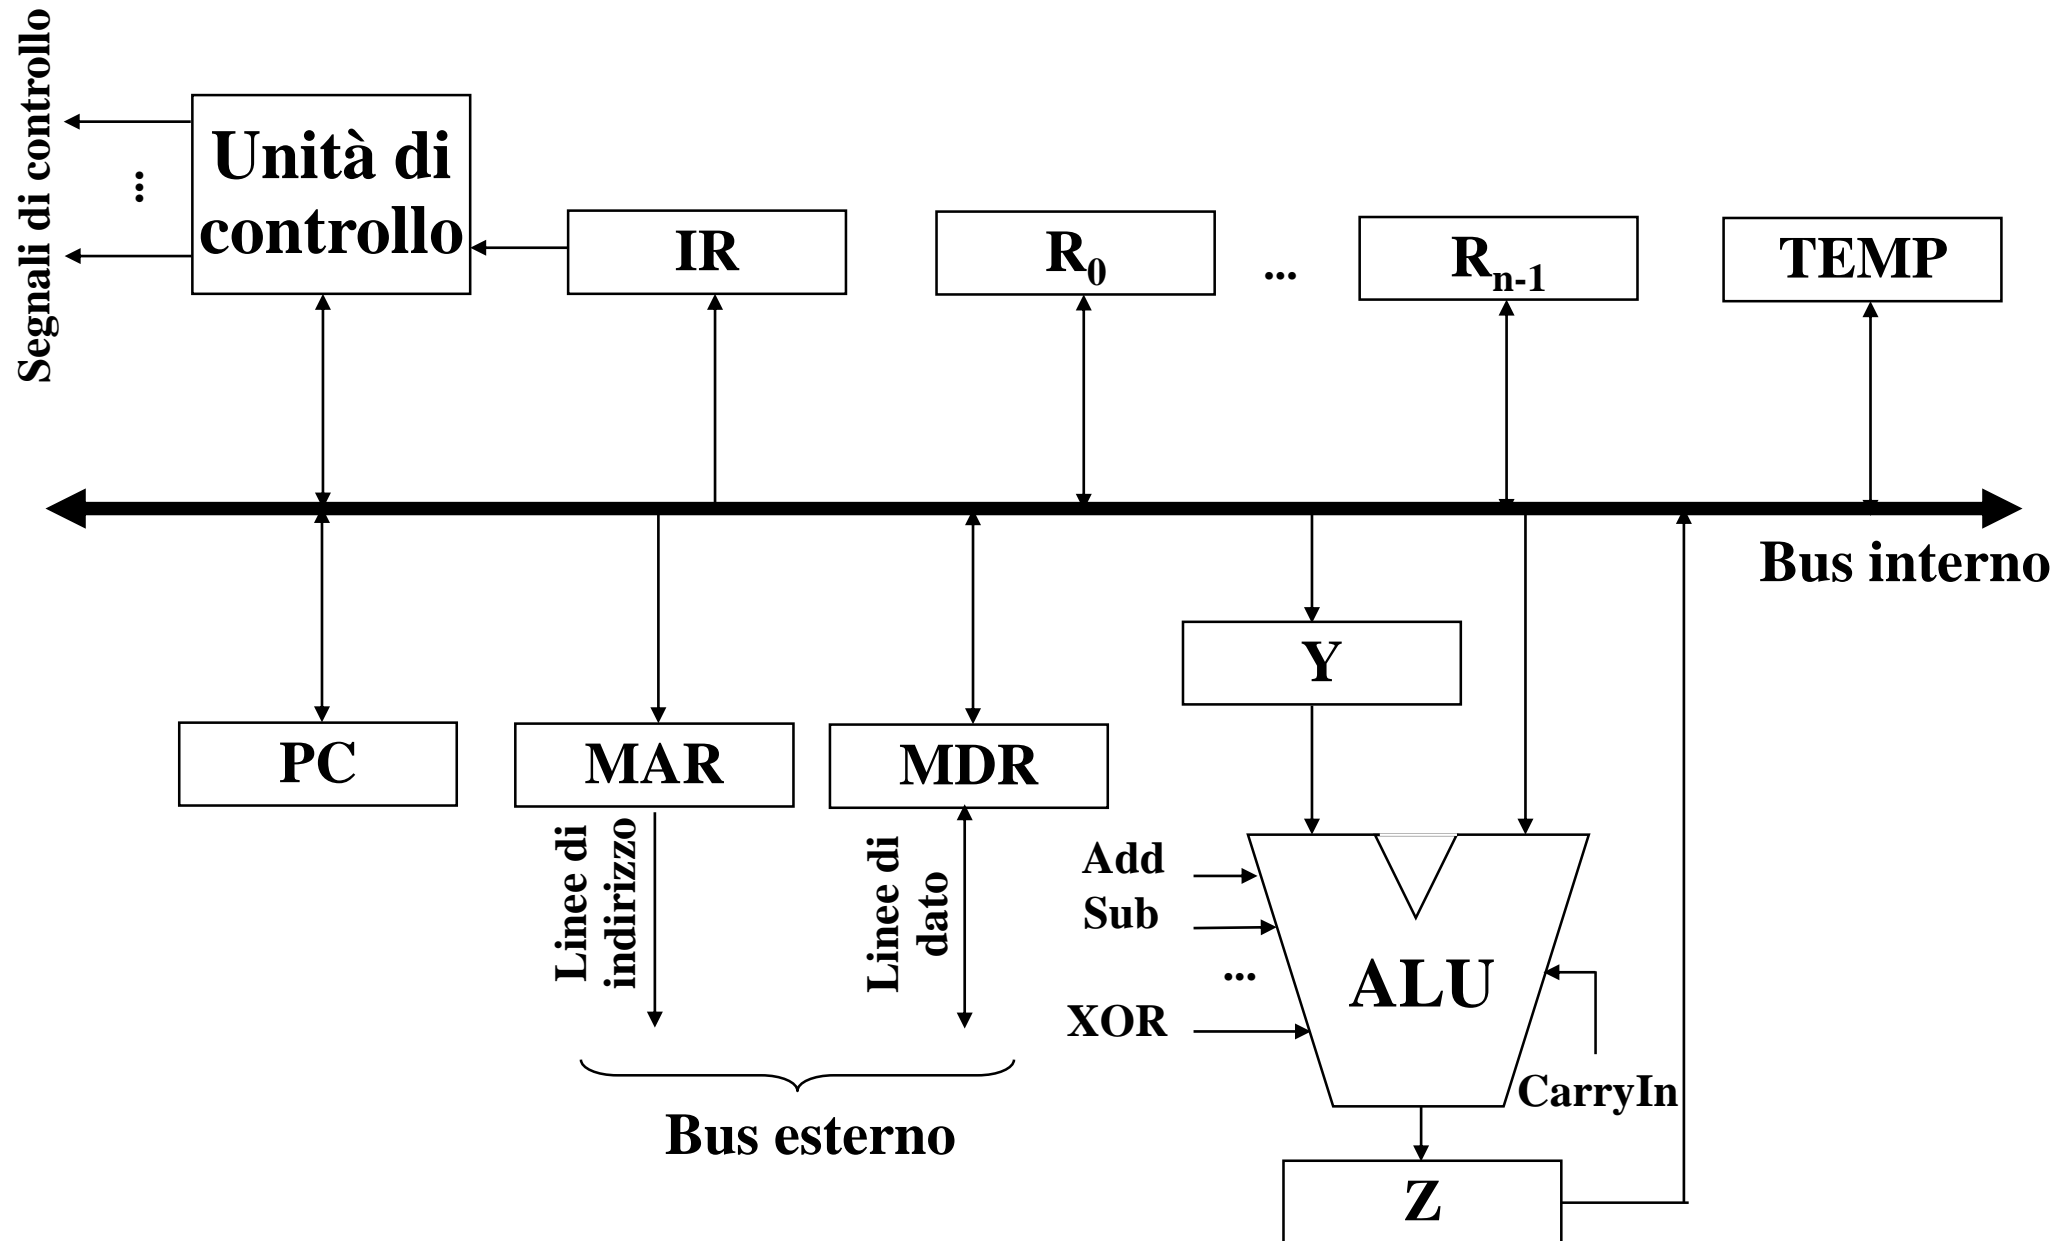 Segnali di controllo
...
Unità di
controllo
IR
R0
...
Rn-1
TEMP
Bus interno
Y
PC
MAR
MDR
Linee di
indirizzo
Linee di
dato
Add
Sub
...
XOR
ALU
CarryIn
Bus esterno
Z